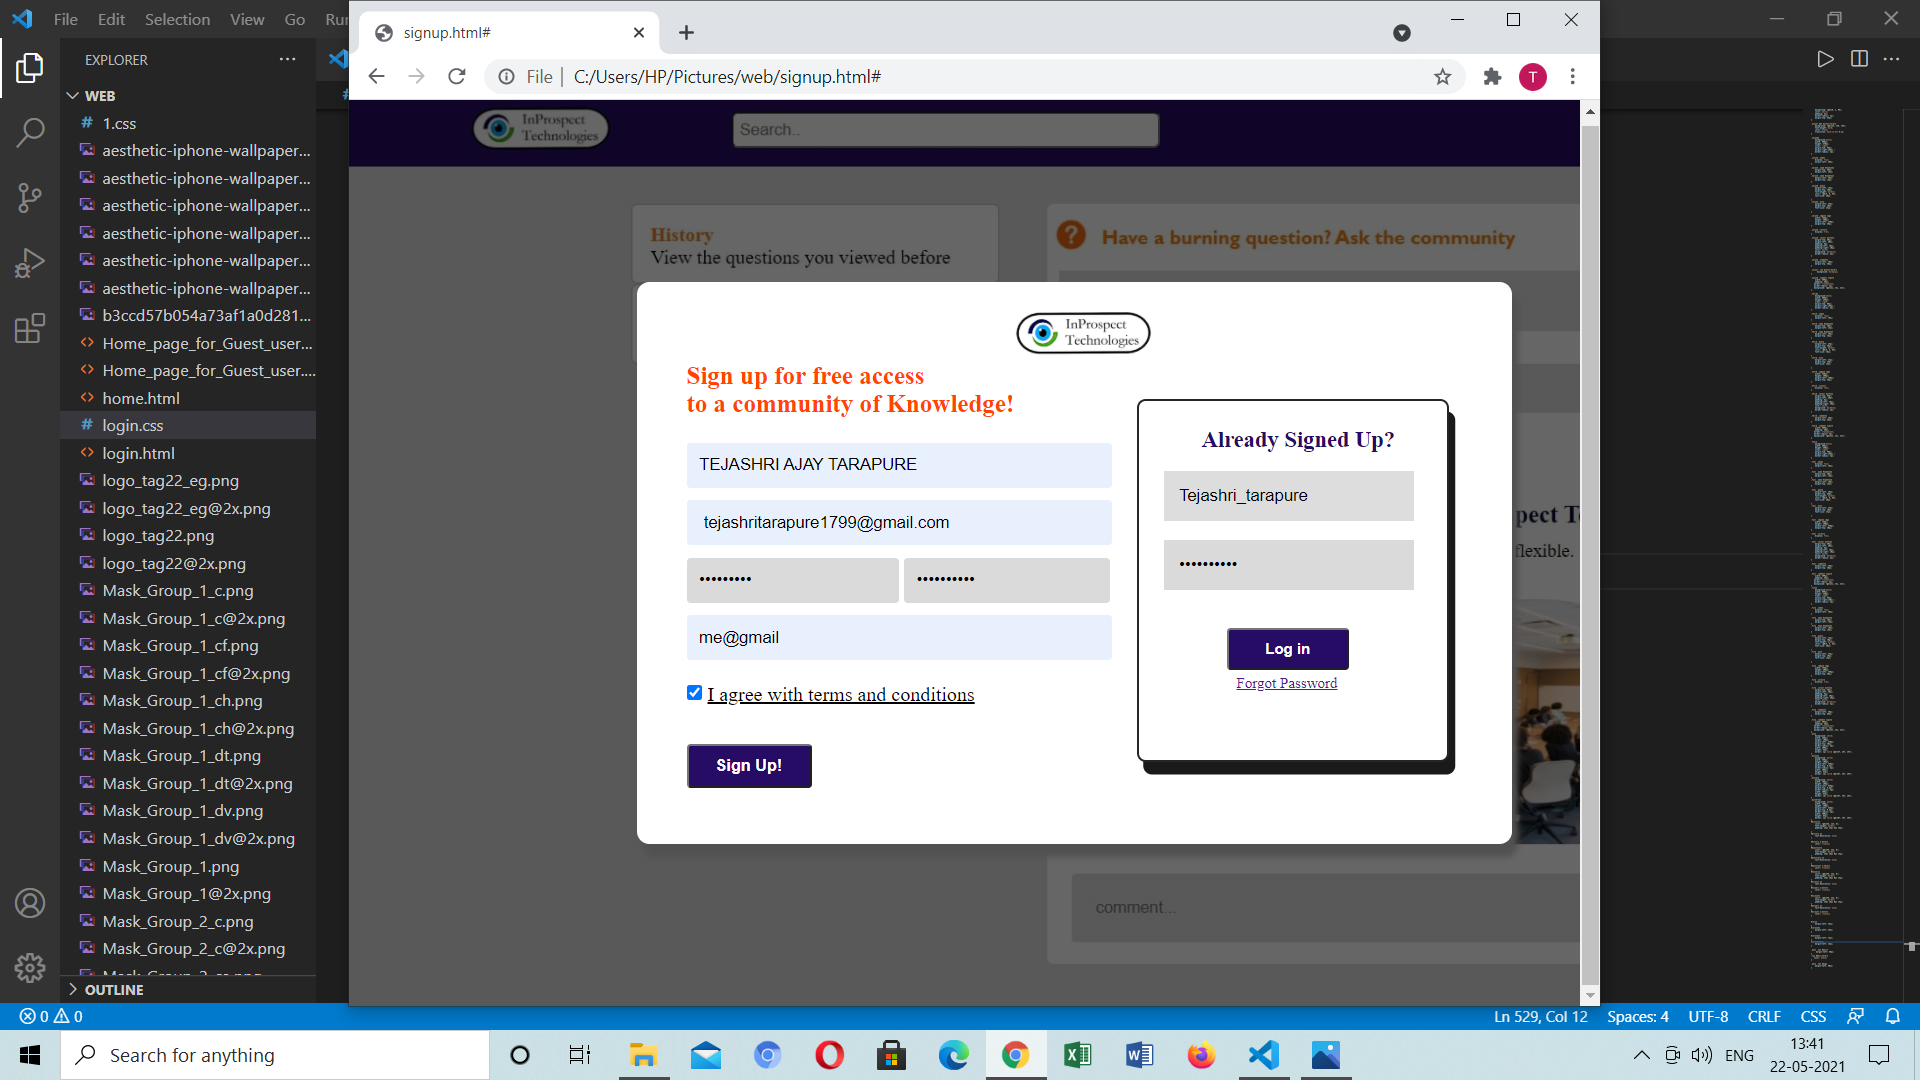 File Edit Selection View Go Run
signup.html#
File | C:/Users/HP/Pictures/web/signup.html#
T
EXPLORER
WEB
# 1.css
aesthetic-iphone-wallpaper...
aesthetic-iphone-wallpaper...
aesthetic-iphone-wallpaper...
aesthetic-iphone-wallpaper...
aesthetic-iphone-wallpaper...
aesthetic-iphone-wallpaper...
b3ccd57b054a73af1a0d281...
<> Home_page_for_Guest_user...
<> Home_page_for_Guest_user....
<> home.html
# login.css
<> login.html
logo_tag22_eg.png
logo_tag22_eg@2x.png
logo_tag22.png
logo_tag22@2x.png
Mask_Group_1_c.png
Mask_Group_1_c@2x.png
Mask_Group_1_cf.png
Mask_Group_1_cf@2x.png
Mask_Group_1_ch.png
Mask_Group_1_ch@2x.png
Mask_Group_1_dt.png
Mask_Group_1_dt@2x.png
Mask_Group_1_dv.png
Mask_Group_1_dv@2x.png
Mask_Group_1.png
Mask_Group_1@2x.png
Mask_Group_2_c.png
Mask_Group_2_c@2x.png
OUTLINE
InProspect
Technologies
Search..
History
View the questions you viewed before
? Have a burning question? Ask the community
InProspect
Technologies
Sign up for free access
to a community of Knowledge!
TEJASHRI AJAY TARAPURE
tejashritarapure1799@gmail.com
••••••••• ••••••••••
me@gmail
I agree with terms and conditions
Sign Up!
Already Signed Up?
Tejashri_tarapure
••••••••••
Log in
Forgot Password
pect T
flexible.
comment...
0 0
Ln 529, Col 12 Spaces: 4 UTF-8 CRLF CSS
Search for anything
ENG
13:41
22-05-2021